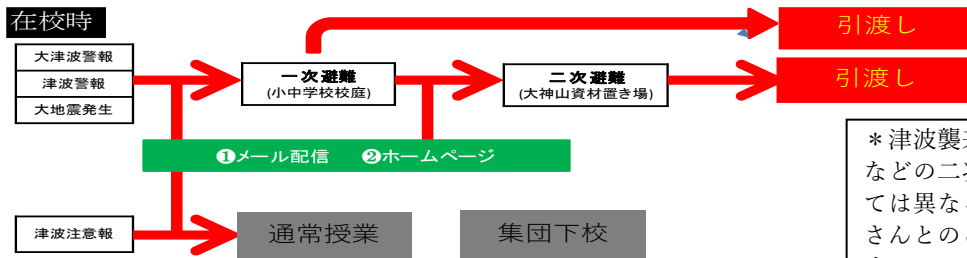 在校時
大津波警報
津波警報
大地震発生
一次避難
(小中学校校庭)
二次避難
(大神山資材置き場)
引渡し
引渡し
❶メール配信 ❷ホームページ
津波注意報
通常授業
集団下校
＊津波襲
などの二
ては異な
さんとの